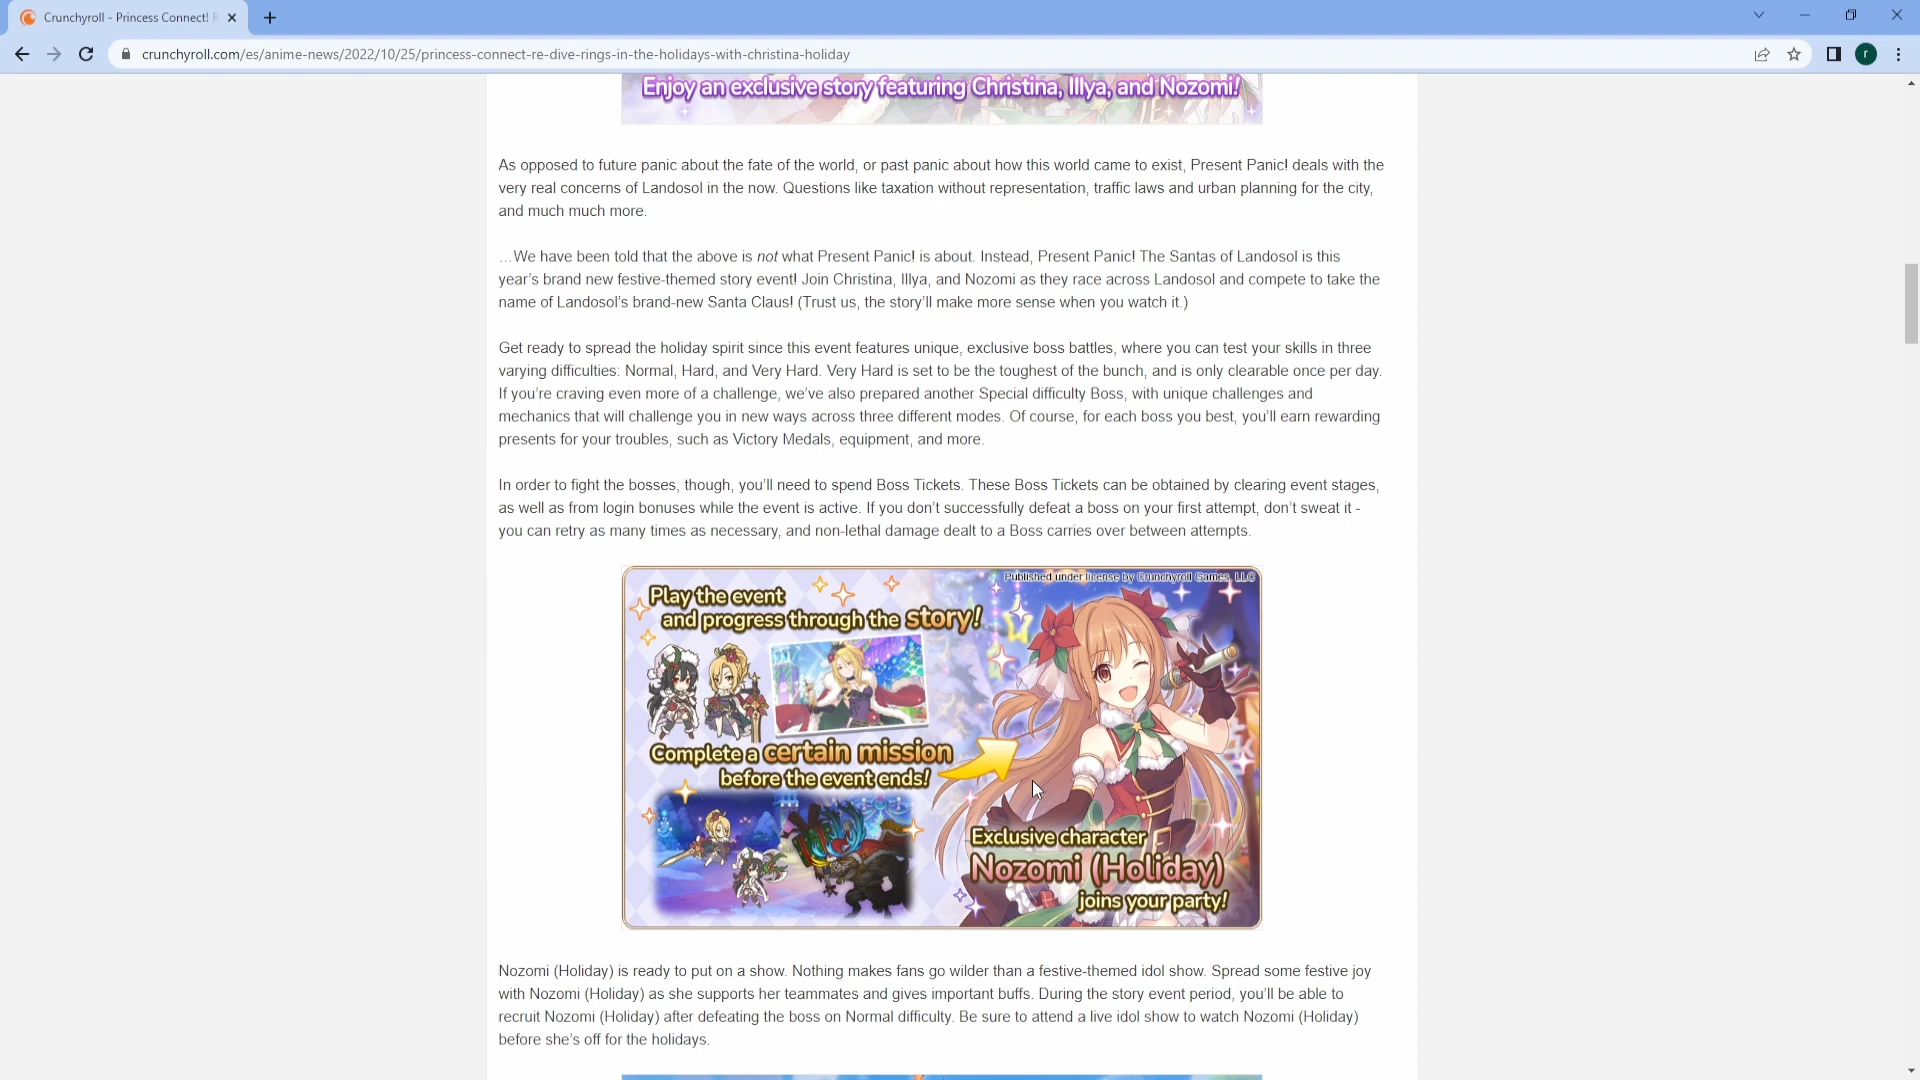 Crunchyroll - Princess Connect! R
crunchyroll.com/es/anime-news/2022/10/25/princess-connect-re-dive-rings-in-the-holidays-with-christina-holiday
r
Enjoy an exclusive story featuring Christina, Illya, and Nozomi!
As opposed to future panic about the fate of the world, or past panic about how this world came to exist, Present Panic! deals with the
very real concerns of Landosol in the now. Questions like taxation without representation, traffic laws and urban planning for the city,
and much much more.
…We have been told that the above is not what Present Panic! is about. Instead, Present Panic! The Santas of Landosol is this
year's brand new festive-themed story event! Join Christina, Illya, and Nozomi as they race across Landosol and compete to take the
name of Landosol's brand-new Santa Claus! (Trust us, the story'll make more sense when you watch it.)
Get ready to spread the holiday spirit since this event features unique, exclusive boss battles, where you can test your skills in three
varying difficulties: Normal, Hard, and Very Hard. Very Hard is set to be the toughest of the bunch, and is only clearable once per day.
If you're craving even more of a challenge, we've also prepared another Special difficulty Boss, with unique challenges and
mechanics that will challenge you in new ways across three different modes. Of course, for each boss you best, you'll earn rewarding
presents for your troubles, such as Victory Medals, equipment, and more.
In order to fight the bosses, though, you'll need to spend Boss Tickets. These Boss Tickets can be obtained by clearing event stages,
as well as from login bonuses while the event is active. If you don't successfully defeat a boss on your first attempt, don't sweat it -
you can retry as many times as necessary, and non-lethal damage dealt to a Boss carries over between attempts.
Published under license by Crunchyroll Games, LLC
Play the event
and progress through the story!
Complete a certain mission
before the event ends!
Exclusive character
Nozomi (Holiday)
joins your party!
Nozomi (Holiday) is ready to put on a show. Nothing makes fans go wilder than a festive-themed idol show. Spread some festive joy
with Nozomi (Holiday) as she supports her teammates and gives important buffs. During the story event period, you'll be able to
recruit Nozomi (Holiday) after defeating the boss on Normal difficulty. Be sure to attend a live idol show to watch Nozomi (Holiday)
before she's off for the holidays.